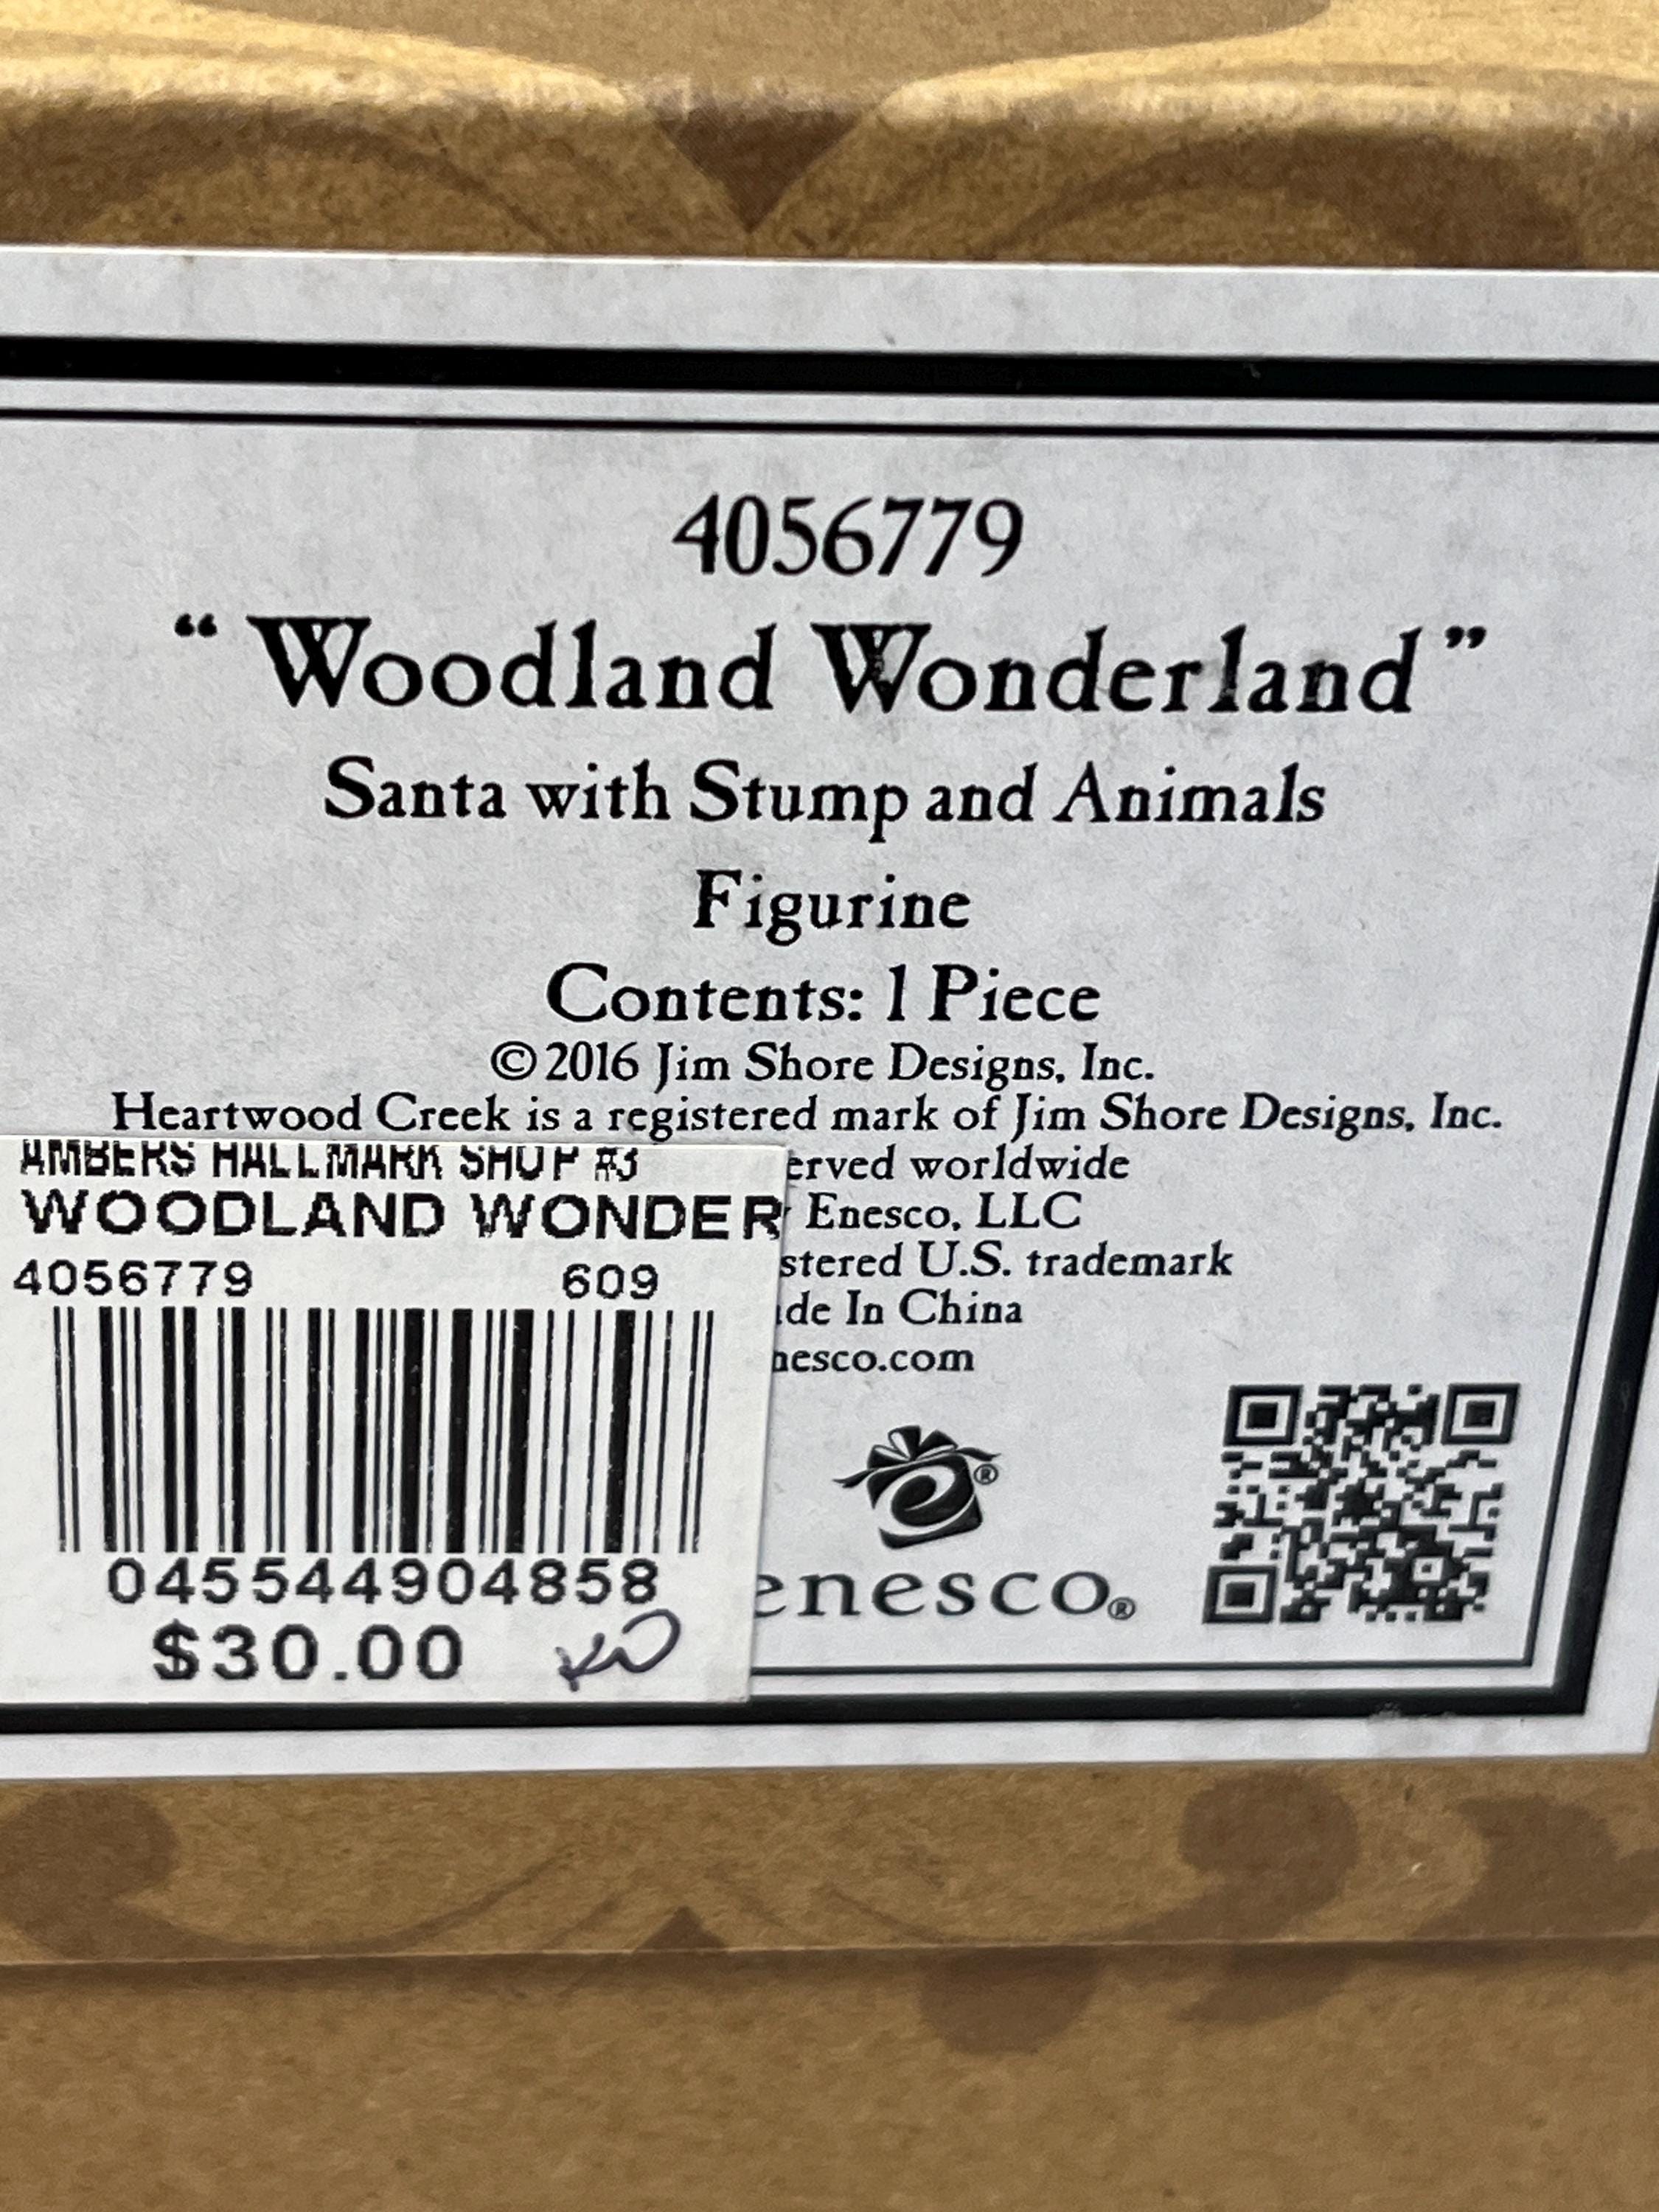 4056779
“Woodland Wonderland”
Santa with Stump and Animals
Figurine
Contents: 1 Piece
©2016 Jim Shore Designs, Inc.
Heartwood Creek is a registered mark of Jim Shore Designs, Inc.
erved worldwide
Enesco, LLC
stered U.S. trademark
de In China
nesco.com
AMBERS HALLMARK SHOP #3
WOODLAND WONDER
4056779 609
045544904858
$30.00
enesco®